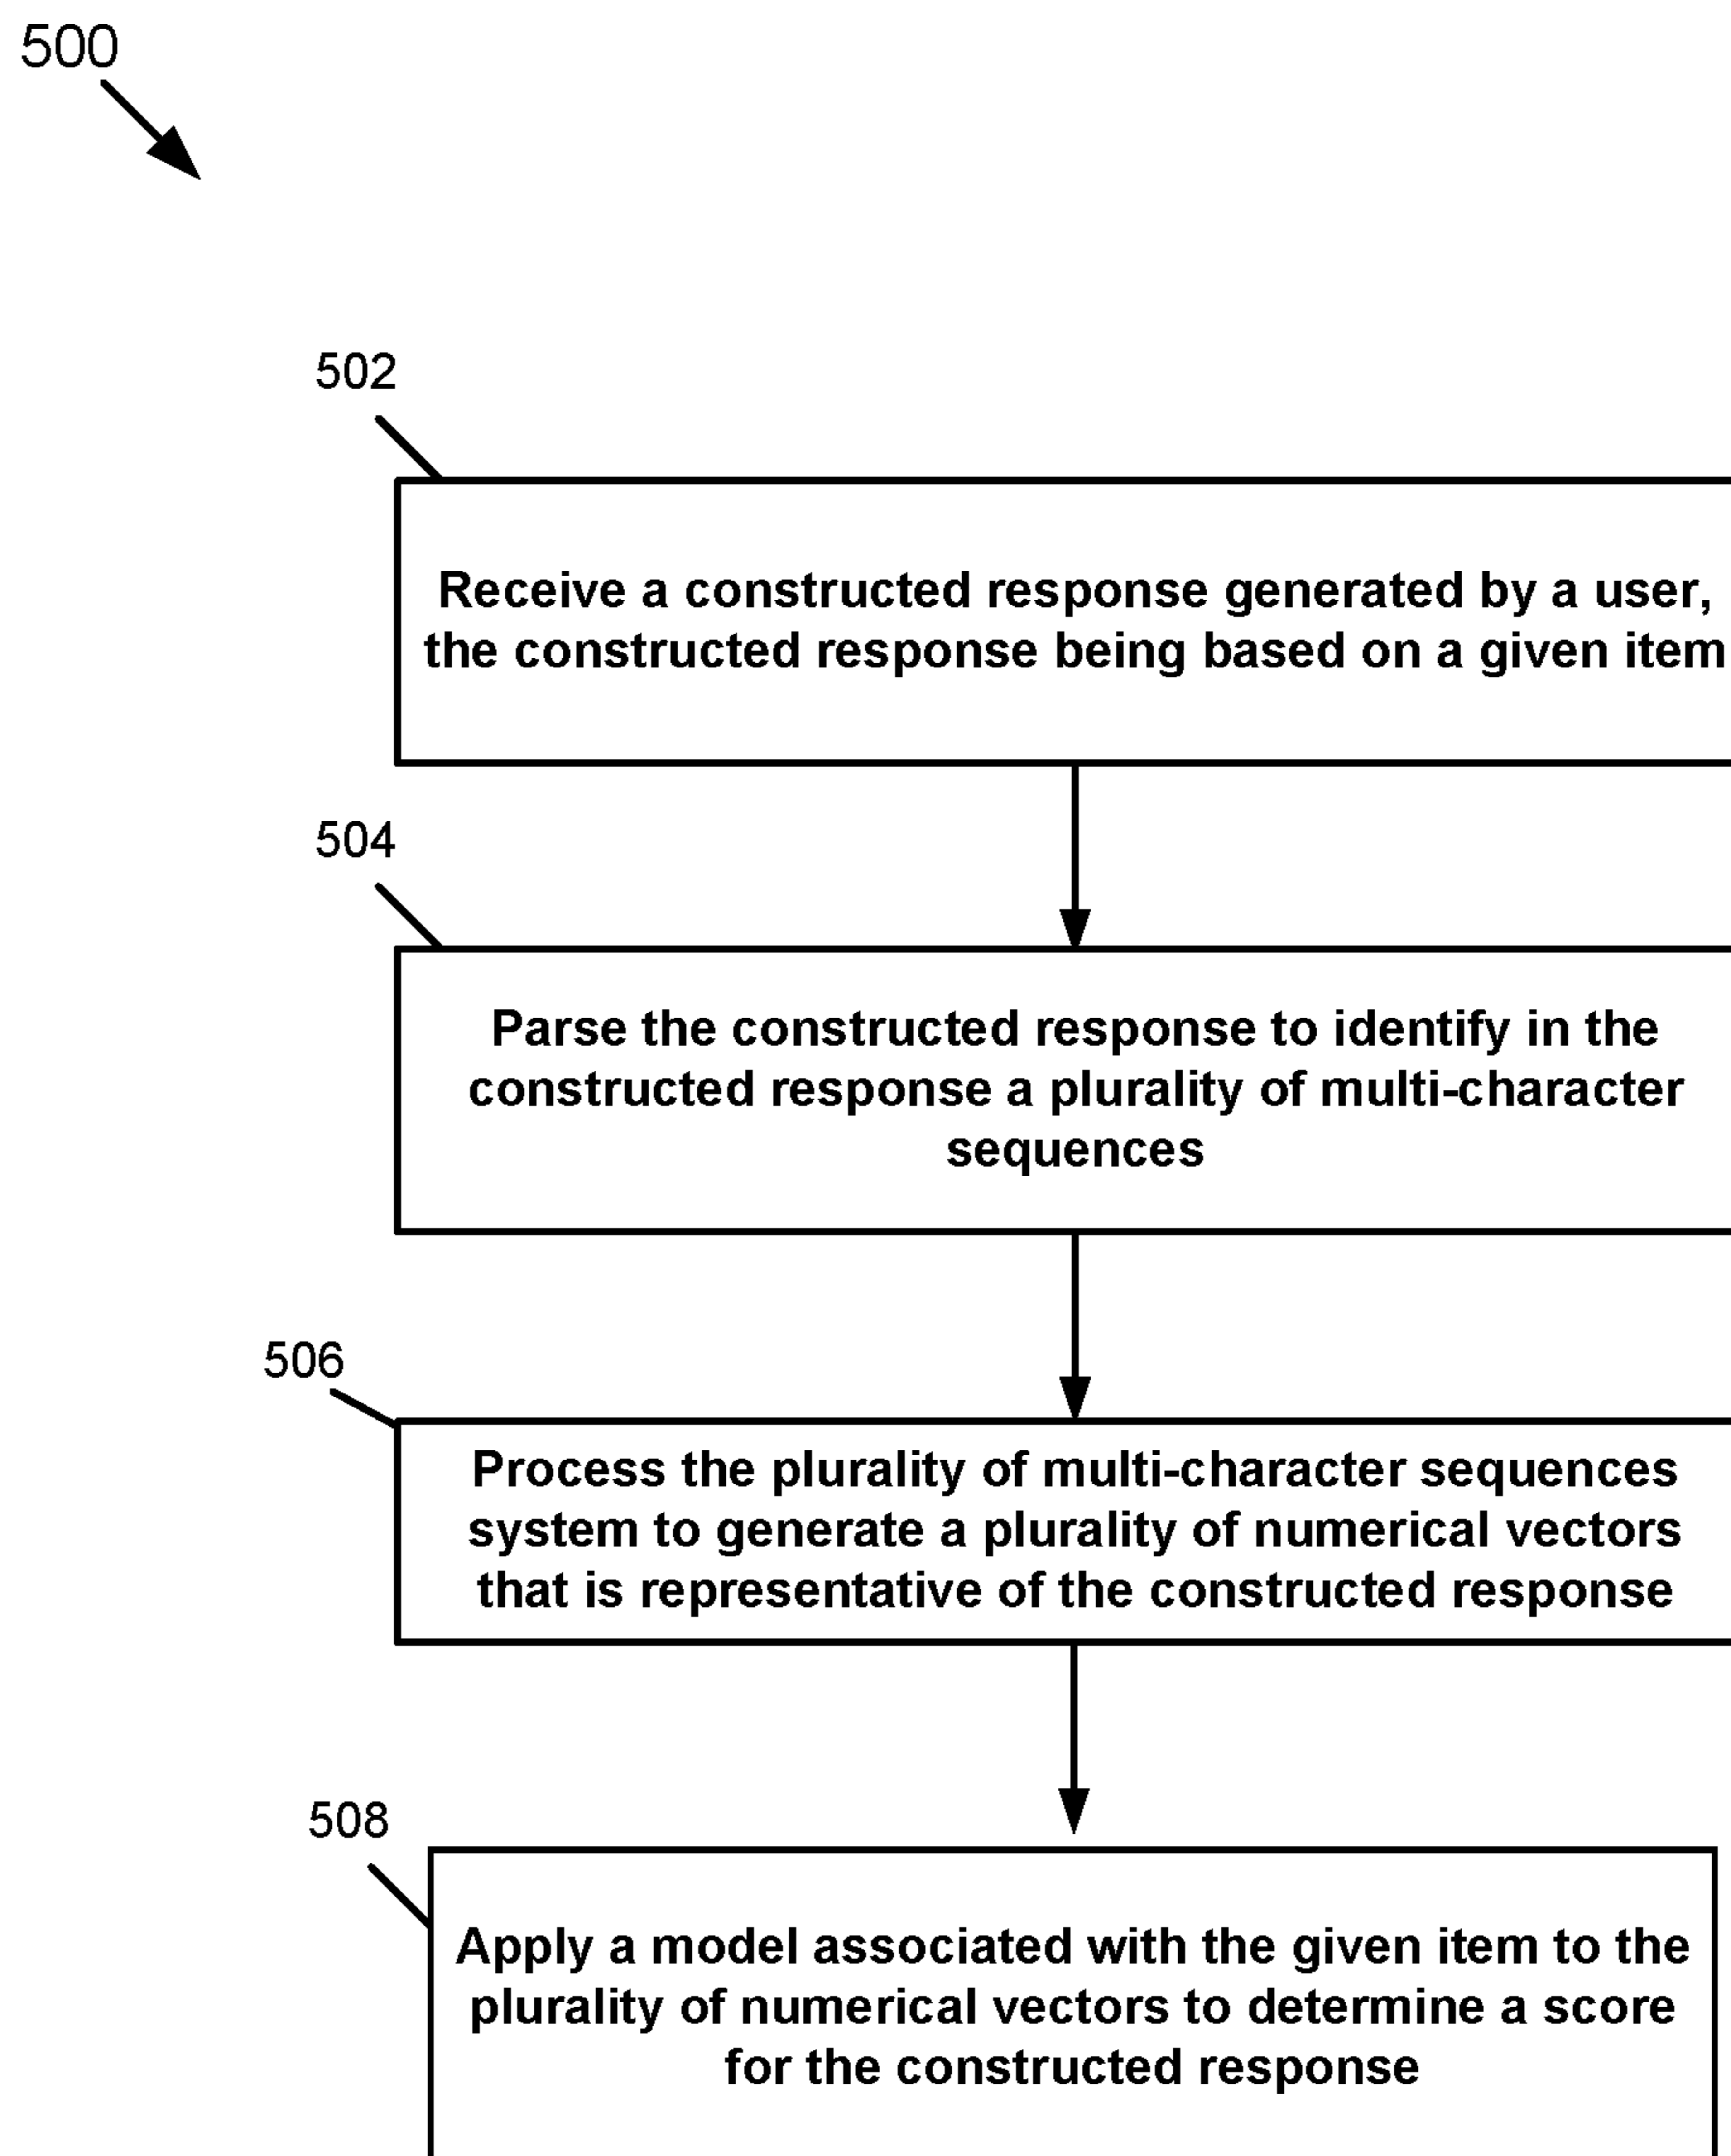 500
502
Receive a constructed response generated by a user,
the constructed response being based on a given item
504
Parse the constructed response to identify in the
constructed response a plurality of multi-character
sequences
506
Process the plurality of multi-character sequences
system to generate a plurality of numerical vectors
that is representative of the constructed response
508
Apply a model associated with the given item to the
plurality of numerical vectors to determine a score
for the constructed response